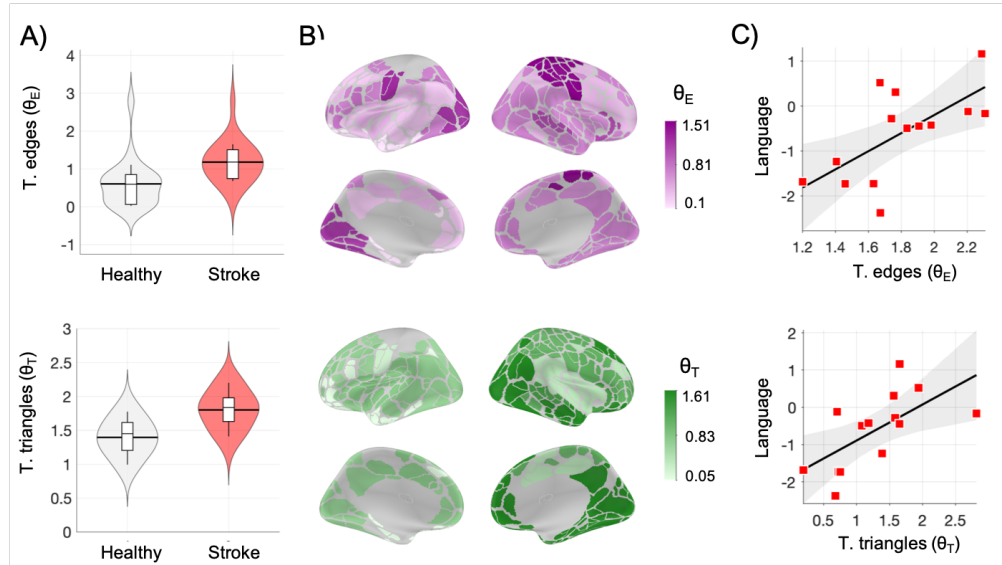 A)
B)
C)
4
3
2
1
0
-1
T. edges (θE)
Healthy
Stroke
θE
1.51
0.81
0.1
1
0
-1
-2
Language
1.2
1.4
1.6
1.8
2
2.2
T. edges (θE)
3
2.5
2
1.5
1
0.5
0
T. triangles (θT)
Healthy
Stroke
θT
1.61
0.83
0.05
2
1
0
-1
-2
Language
0.5
1
1.5
2
2.5
T. triangles (θT)